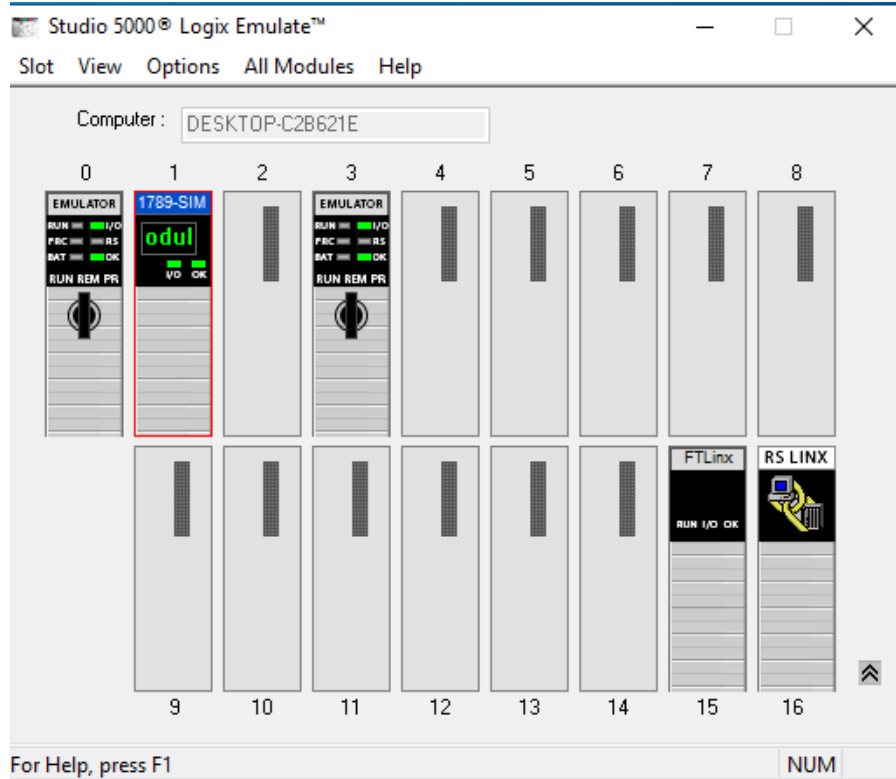 Studio 5000® Logix Emulate™
Slot View Options All Modules Help
Computer : DESKTOP-C2B621E
0 1 2 3 4 5 6 7 8
EMULATOR 1789-SIM EMULATOR
RUN I/O odul RUN I/O
FRC RS FRC RS
BAT OK I/O OK BAT OK
RUN REM PR RUN REM PR
FTLinx RS LINX
RUN I/O OK
9 10 11 12 13 14 15 16
For Help, press F1 NUM